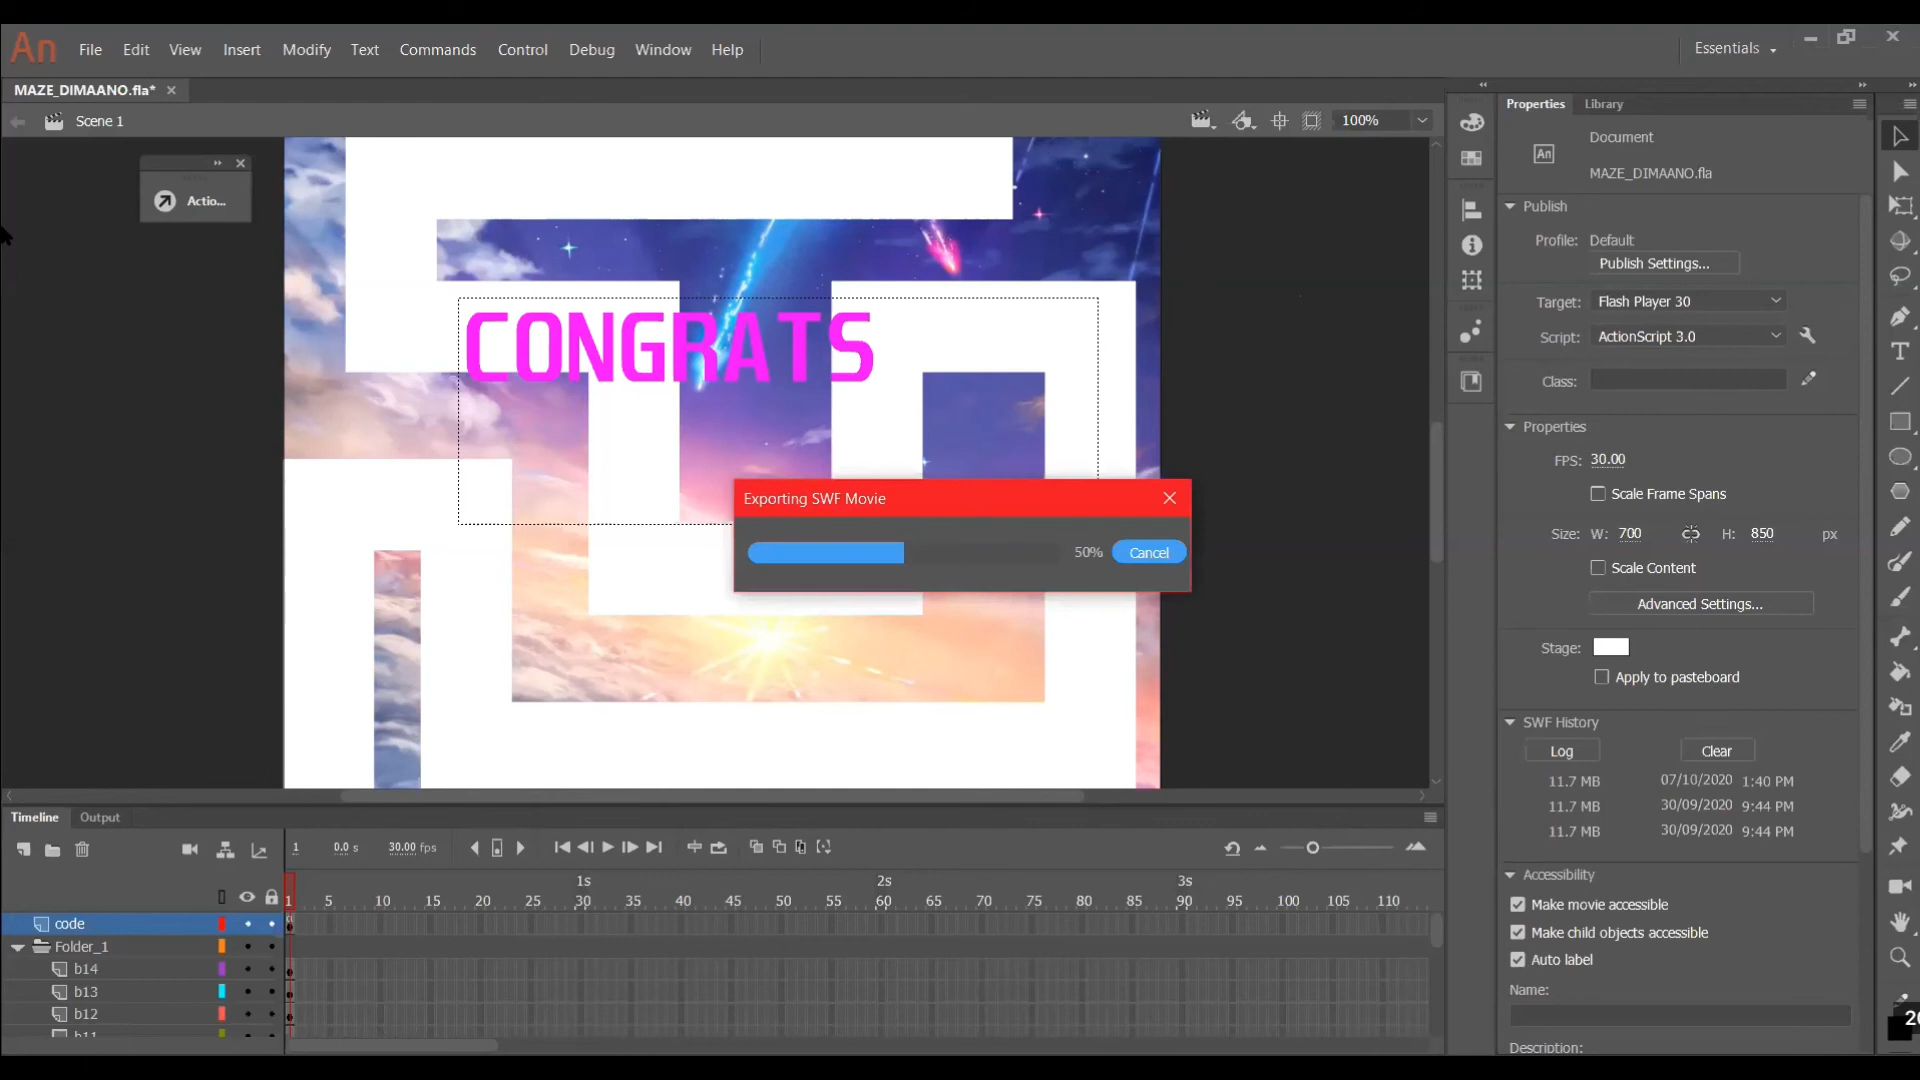 An File Edit View Insert Modify Text Commands Control Debug Window Help Essentials
MAZE_DIMAANO.fla*
Scene 1
100%
Actio...
CONGRATS
Exporting SWF Movie
50% Cancel
Properties Library
Document
An
MAZE_DIMAANO.fla
Publish
Profile: Default
Publish Settings...
Target: Flash Player 30
Script: ActionScript 3.0
Class:
Properties
FPS: 30.00
Scale Frame Spans
Size: W: 700 H: 850 px
Scale Content
Advanced Settings...
Stage:
Apply to pasteboard
SWF History
Log Clear
11.7 MB 07/10/2020 1:40 PM
11.7 MB 30/09/2020 9:44 PM
11.7 MB 30/09/2020 9:44 PM
Accessibility
Make movie accessible
Make child objects accessible
Auto label
Name:
Description:
Timeline Output
1 0.0 s 30.00 fps
1s 2s 3s
1 5 10 15 20 25 30 35 40 45 50 55 60 65 70 75 80 85 90 95 100 105 110
code
Folder_1
b14
b13
b12
b11